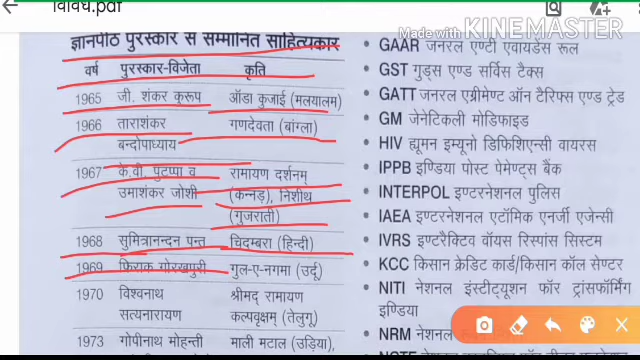 विविध.pdf
Made with KINEMASTER
ज्ञानपीठ पुरस्कार से सम्मानित साहित्यकार
वर्ष पुरस्कार-विजेता कृति
1965 जी. शंकर कुरूप ऑडा कुजाई (मलयालम)
1966 ताराशंकर गणदेवता (बांग्ला)
बन्दोपाध्याय
1967 के.वी. पुटप्पा व रामायण दर्शनम्
उमाशंकर जोशी (कन्नड़), निशीथ
(गुजराती)
1968 सुमित्रानन्दन पन्त चिदम्बरा (हिन्दी)
1969 फिराक गोरखपुरी गुल-ए-नगमा (उर्दू)
1970 विश्वनाथ श्रीमद् रामायण
सत्यनारायण कल्पवृक्षम् (तेलुगू)
1973 गोपीनाथ मोहन्ती माली मटाल (उड़िया),
• GAAR जनरल एण्टी एवायडेंस रूल
• GST गुड्स एण्ड सर्विस टैक्स
• GATT जनरल एग्रीमेण्ट ऑन टैरिफ्स एण्ड ट्रेड
• GM जेनेटिकली मोडिफाइड
• HIV ह्यूमन इम्यूनो डिफिशिएन्सी वायरस
• IPPB इण्डिया पोस्ट पेमेण्ट्स बैंक
• INTERPOL इण्टरनेशनल पुलिस
• IAEA इण्टरनेशनल एटॉमिक एनर्जी एजेन्सी
• IVRS इण्टरैक्टिव वॉयस रिस्पांस सिस्टम
• KCC किसान क्रेडिट कार्ड/किसान कॉल सेण्टर
• NITI नेशनल इंस्टीट्यूशन फॉर ट्रांसफॉर्मिंग
इण्डिया
• NRM नेशनल